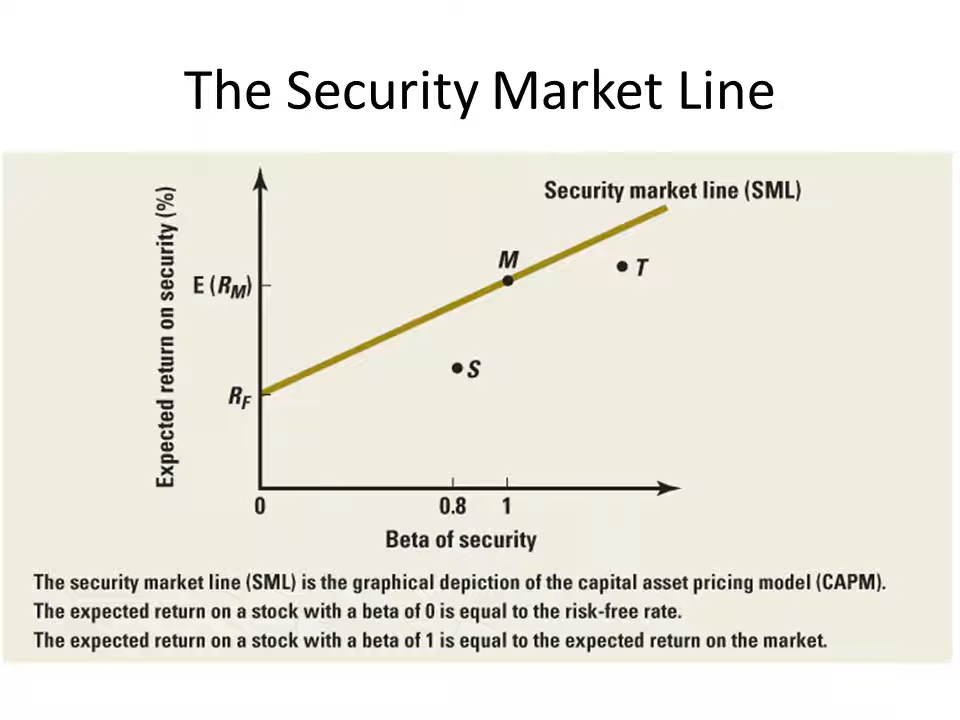 The Security Market Line
Security market line (SML)
Expected return on security (%)
E (RM)
M
T
S
RF
0
0.8
1
Beta of security
The security market line (SML) is the graphical depiction of the capital asset pricing model (CAPM).
The expected return on a stock with a beta of 0 is equal to the risk-free rate.
The expected return on a stock with a beta of 1 is equal to the expected return on the market.